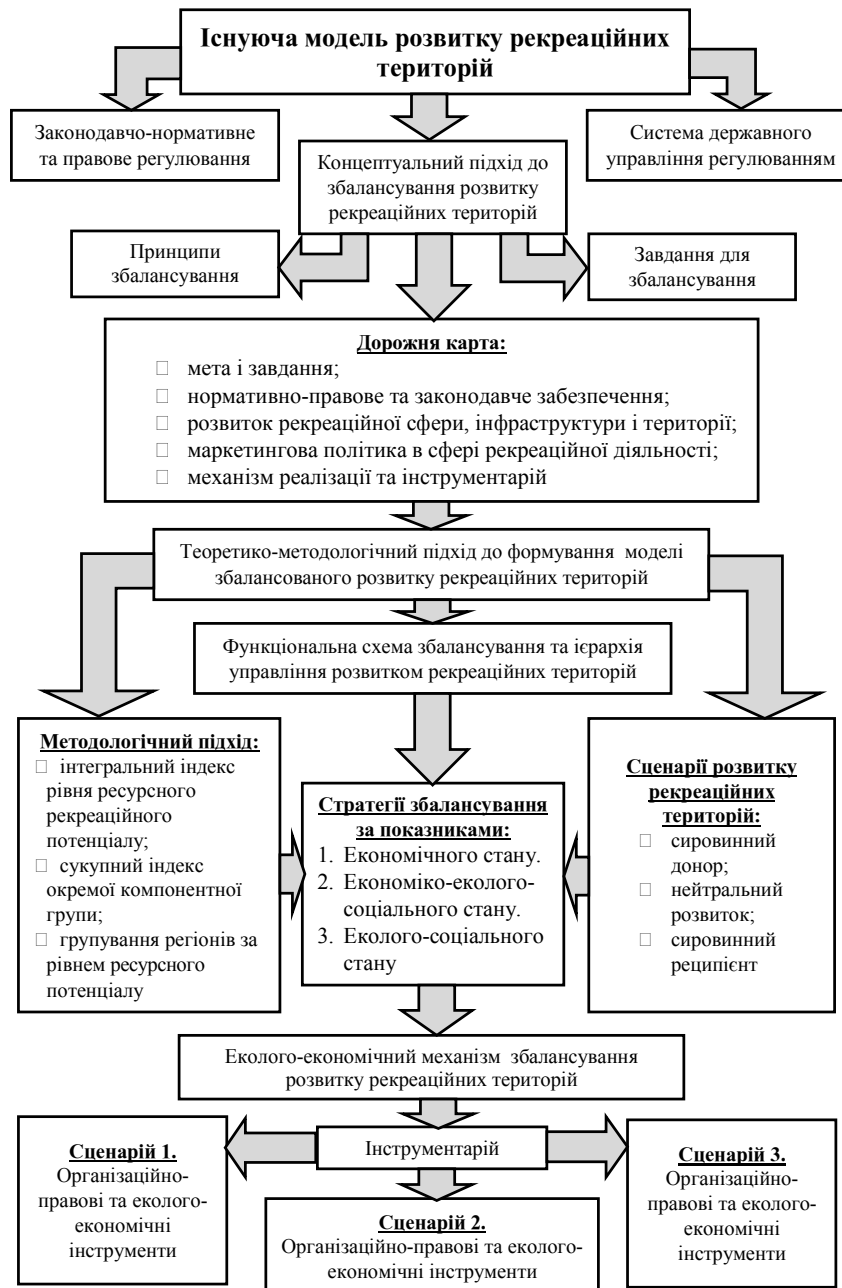 Існуюча модель розвитку рекреаційних
територій
Законодавчо-нормативне
та правове регулювання
Концептуальний підхід до
збалансування розвитку
рекреаційних територій
Система державного
управління регулюванням
Принципи
збалансування
Завдання для
збалансування
Дорожня карта:
мета і завдання;
нормативно-правове та законодавче забезпечення;
розвиток рекреаційної сфери, інфраструктури і території;
маркетингова політика в сфері рекреаційної діяльності;
механізм реалізації та інструментарій
Теоретико-методологічний підхід до формування моделі
збалансованого розвитку рекреаційних територій
Функціональна схема збалансування та ієрархія
управління розвитком рекреаційних територій
Методологічний підхід:
інтегральний індекс
рівня ресурсного
рекреаційного
потенціалу;
сукупний індекс
окремої компонентної
групи;
групування регіонів за
рівнем ресурсного
потенціалу
Стратегії збалансування
за показниками:
1. Економічного стану.
2. Економіко-еколого-
соціального стану.
3. Еколого-соціального
стану
Сценарії розвитку
рекреаційних
територій:
сировинний
донор;
нейтральний
розвиток;
сировинний
реципієнт
Еколого-економічний механізм збалансування
розвитку рекреаційних територій
Інструментарій
Сценарій 1.
Організаційно-
правові та еколого-
економічні
інструменти
Сценарій 2.
Організаційно-правові та еколого-
економічні інструменти
Сценарій 3.
Організаційно-
правові та еколого-
економічні
інструменти